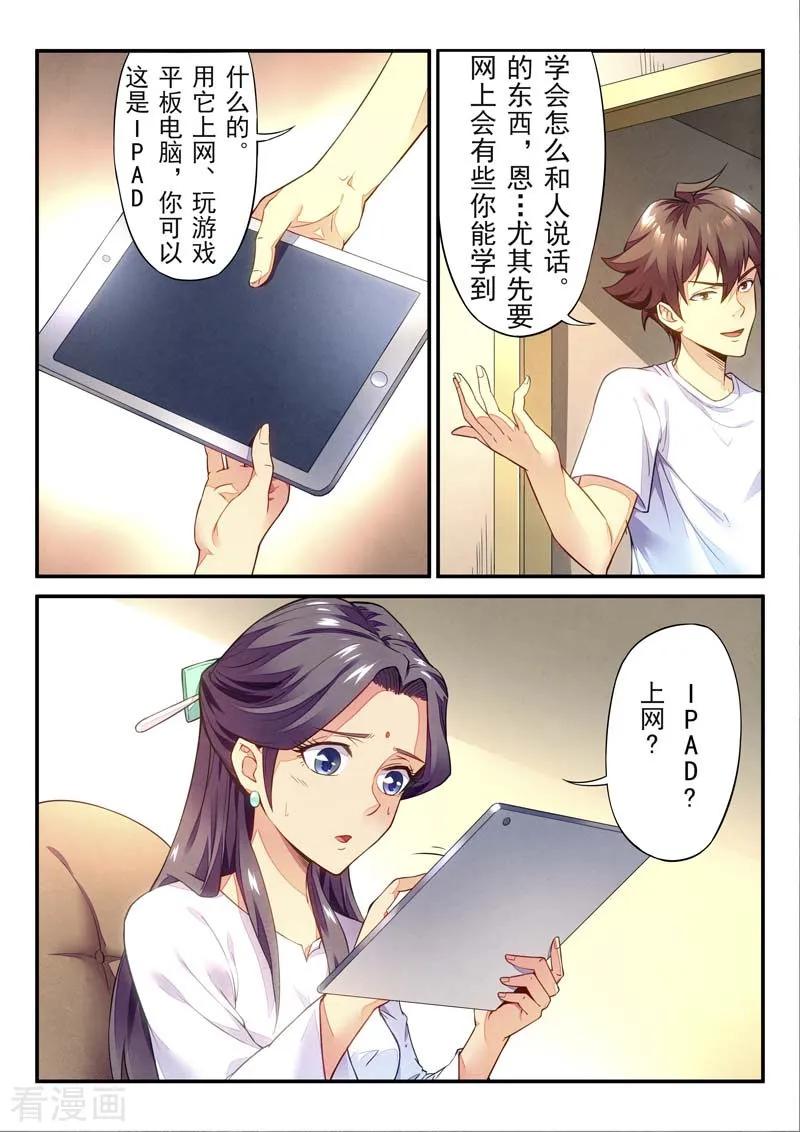 这是IPAD
平板电脑，你可以
用它上网、玩游戏
什么的。
网上会有些你能学到
的东西，恩…尤其先要
学会怎么和人说话。
上网？
IPAD？
看漫画